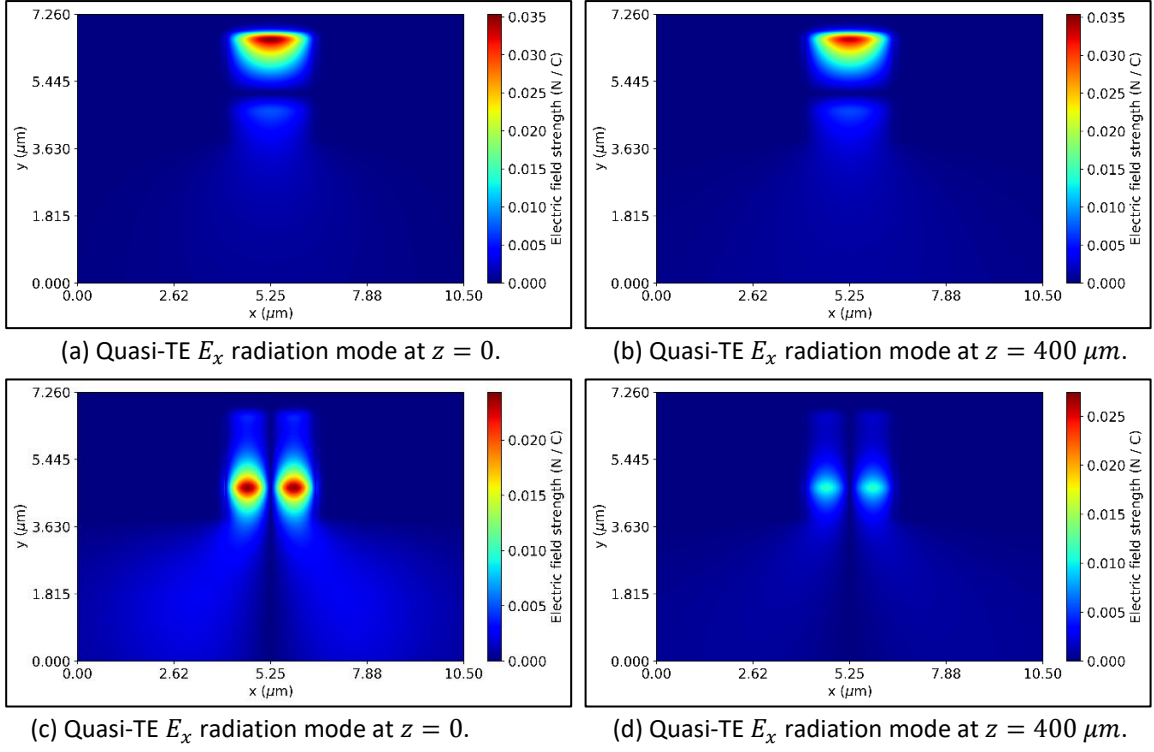 7.260
5.445
3.630
1.815
0.000
y (μm)
0.00 2.62 5.25 7.88 10.50
x (μm)
0.035
0.030
0.025
0.020
0.015
0.010
0.005
0.000
Electric field strength (N / C)
7.260
5.445
3.630
1.815
0.000
y (μm)
0.00 2.62 5.25 7.88 10.50
x (μm)
0.035
0.030
0.025
0.020
0.015
0.010
0.005
0.000
Electric field strength (N / C)
(a) Quasi-TE Eₓ radiation mode at z = 0.
(b) Quasi-TE Eₓ radiation mode at z = 400 μm.
7.260
5.445
3.630
1.815
0.000
y (μm)
0.00 2.62 5.25 7.88 10.50
x (μm)
0.020
0.015
0.010
0.005
0.000
Electric field strength (N / C)
7.260
5.445
3.630
1.815
0.000
y (μm)
0.00 2.62 5.25 7.88 10.50
x (μm)
0.025
0.020
0.015
0.010
0.005
0.000
Electric field strength (N / C)
(c) Quasi-TE Eₓ radiation mode at z = 0.
(d) Quasi-TE Eₓ radiation mode at z = 400 μm.